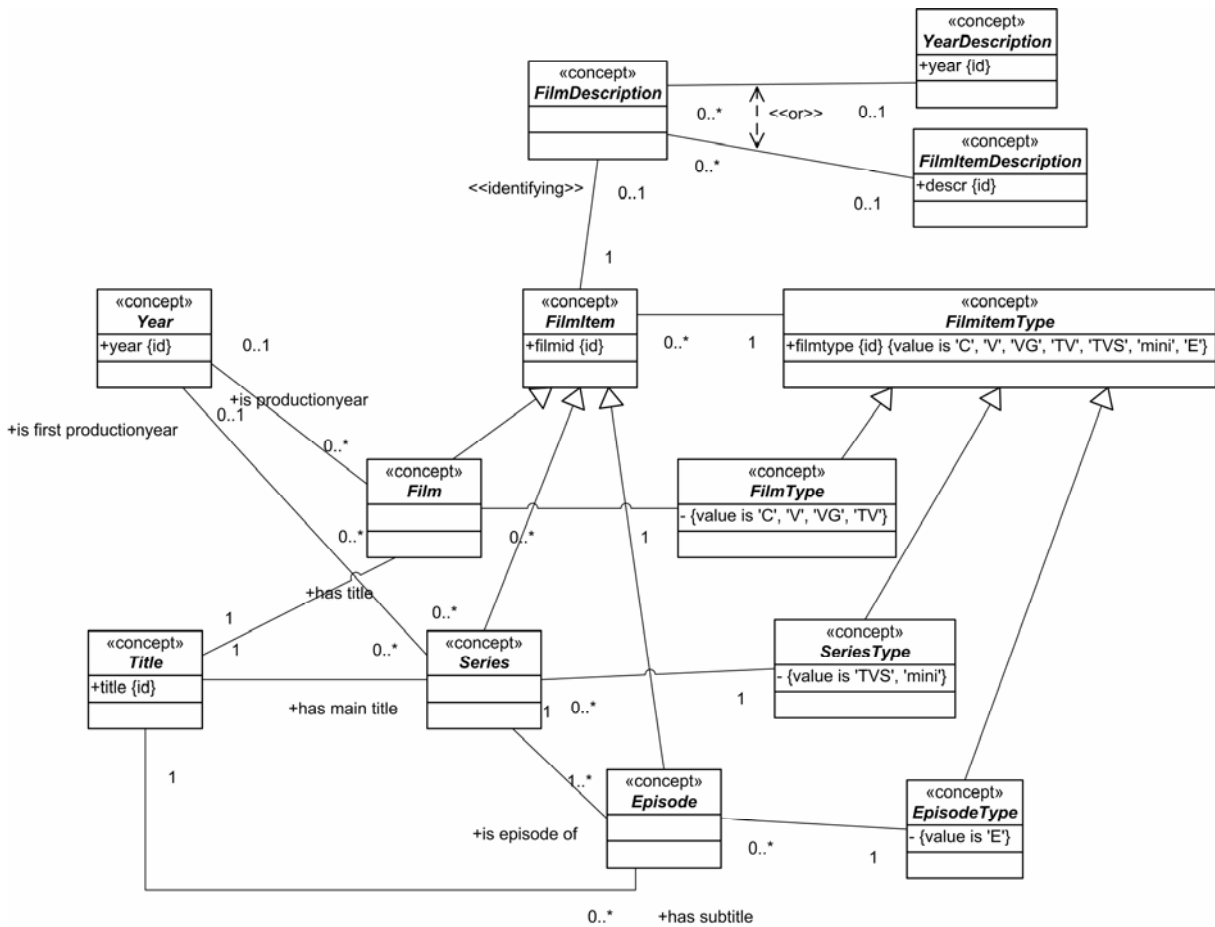 «concept»
YearDescription
+year {id}
«concept»
FilmDescription
0..*
<<or>>
0..1
«concept»
FilmItemDescription
+descr {id}
0..*
0..1
<<identifying>>
0..1
1
«concept»
Year
+year {id}
«concept»
FilmItem
+filmid {id}
«concept»
FilmitemType
+filmtype {id} {value is 'C', 'V', 'VG', 'TV', 'TVS', 'mini', 'E'}
0..1
0..*
1
+is productionyear
0..1
+is first productionyear
0..*
«concept»
Film
«concept»
FilmType
- {value is 'C', 'V', 'VG', 'TV'}
0..*
0..*
1
+has title
1
0..*
«concept»
Title
+title {id}
1
0..*
«concept»
Series
«concept»
SeriesType
- {value is 'TVS', 'mini'}
+has main title
1
0..*
1
1
1..*
«concept»
Episode
«concept»
EpisodeType
- {value is 'E'}
+is episode of
0..*
1
0..*
+has subtitle